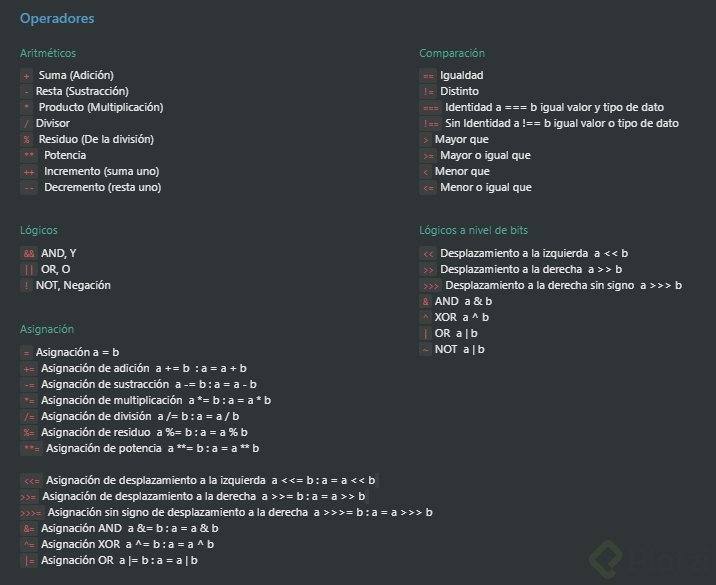 Operadores
Aritméticos
+ Suma (Adición)
- Resta (Sustracción)
* Producto (Multiplicación)
/ Divisor
% Residuo (De la división)
** Potencia
++ Incremento (suma uno)
-- Decremento (resta uno)
Comparación
== Igualdad
!= Distinto
=== Identidad a === b igual valor y tipo de dato
!== Sin Identidad a !== b igual valor o tipo de dato
> Mayor que
>= Mayor o igual que
< Menor que
<= Menor o igual que
Lógicos
&& AND, Y
|| OR, O
! NOT, Negación
Lógicos a nivel de bits
<< Desplazamiento a la izquierda a << b
>> Desplazamiento a la derecha a >> b
>>> Desplazamiento a la derecha sin signo a >>> b
& AND a & b
^ XOR a ^ b
| OR a | b
~ NOT a | b
Asignación
= Asignación a = b
+= Asignación de adición a += b : a = a + b
-= Asignación de sustracción a -= b : a = a - b
*= Asignación de multiplicación a *= b : a = a * b
/= Asignación de división a /= b : a = a / b
%= Asignación de residuo a %= b : a = a % b
**= Asignación de potencia a **= b : a = a ** b
<<= Asignación de desplazamiento a la izquierda a <<= b : a = a << b
>>= Asignación de desplazamiento a la derecha a >>= b : a = a >> b
>>>= Asignación sin signo de desplazamiento a la derecha a >>>= b : a = a >>> b
&= Asignación AND a &= b : a = a & b
^= Asignación XOR a ^= b : a = a ^ b
|= Asignación OR a |= b : a = a | b
Platzi